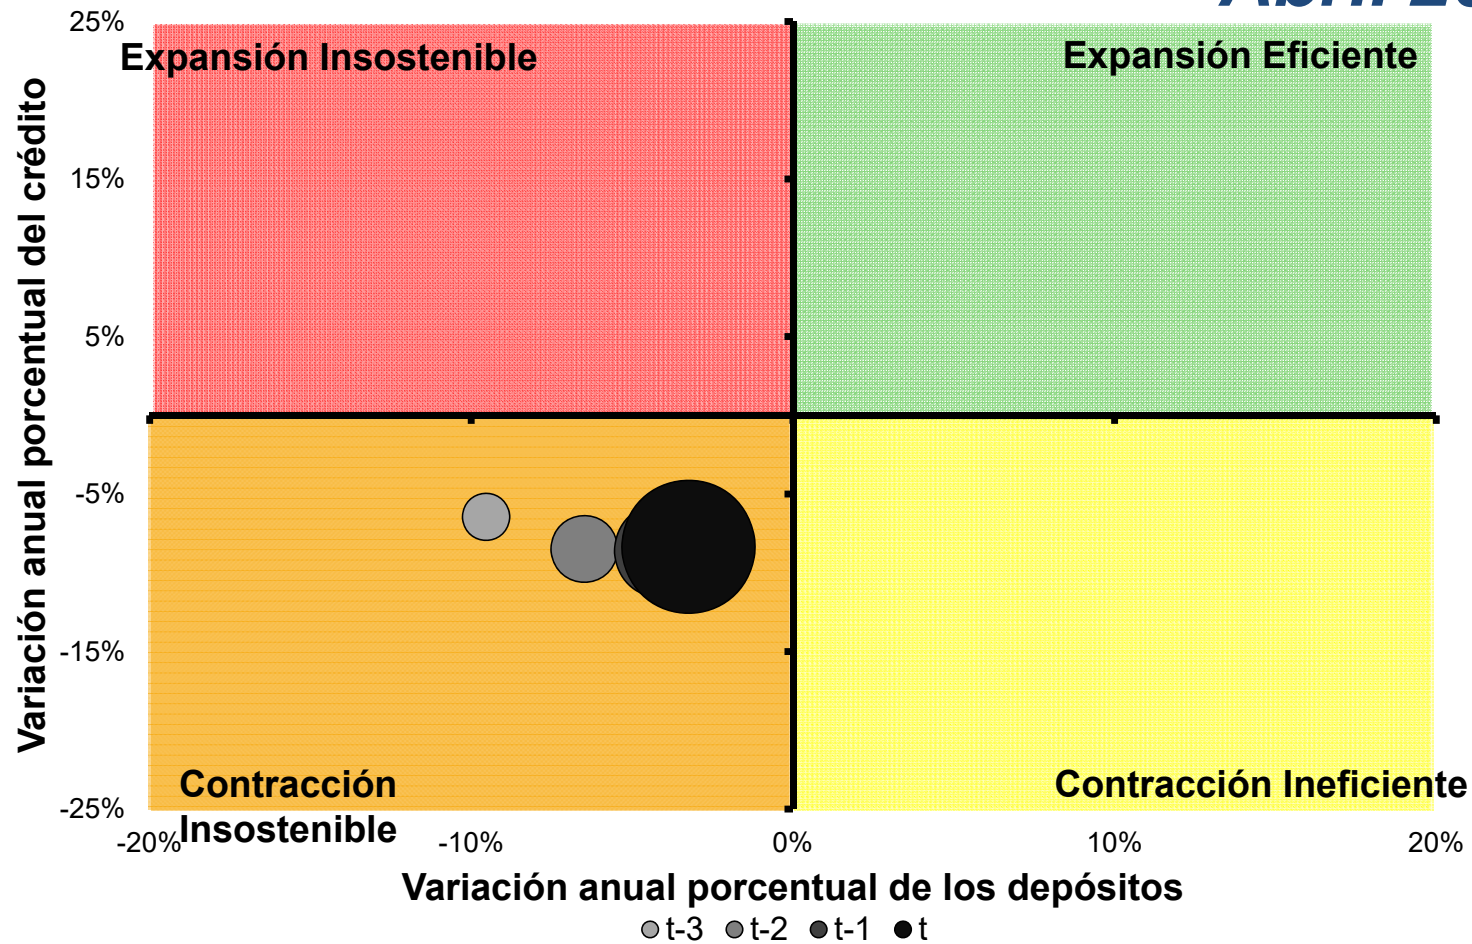 Abril
25%
Expansión Insostenible
Expansión Eficiente
15%
5%
-5%
-15%
-25%
Variación anual porcentual del crédito
Contracción
Insostenible
Contracción Ineficiente
-20%
-10%
0%
10%
20%
Variación anual porcentual de los depósitos
t-3
t-2
t-1
t